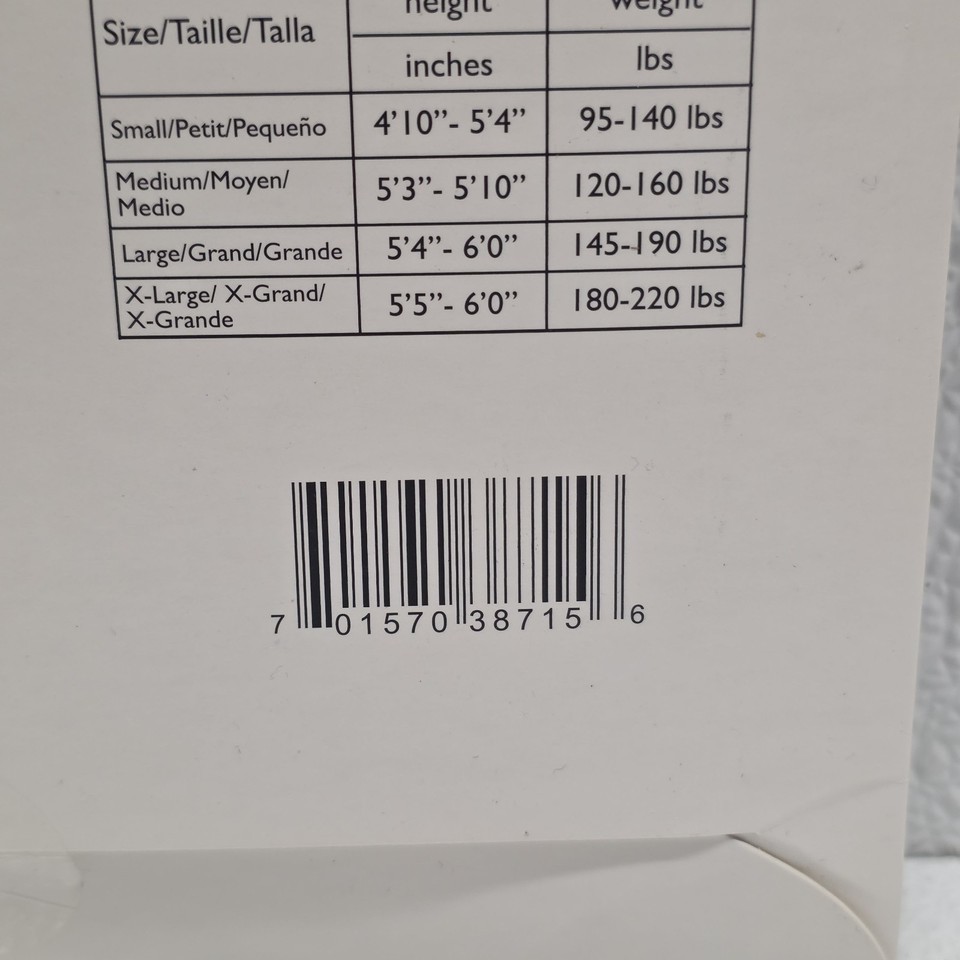 height weight
Size/Taille/Talla
inches lbs
Small/Petit/Pequeño 4’10”- 5’4” 95-140 lbs
Medium/Moyen/
Medio 5’3”- 5’10” 120-160 lbs
Large/Grand/Grande 5’4”- 6’0” 145-190 lbs
X-Large/ X-Grand/
X-Grande 5’5”- 6’0” 180-220 lbs
7 01570 38715 6